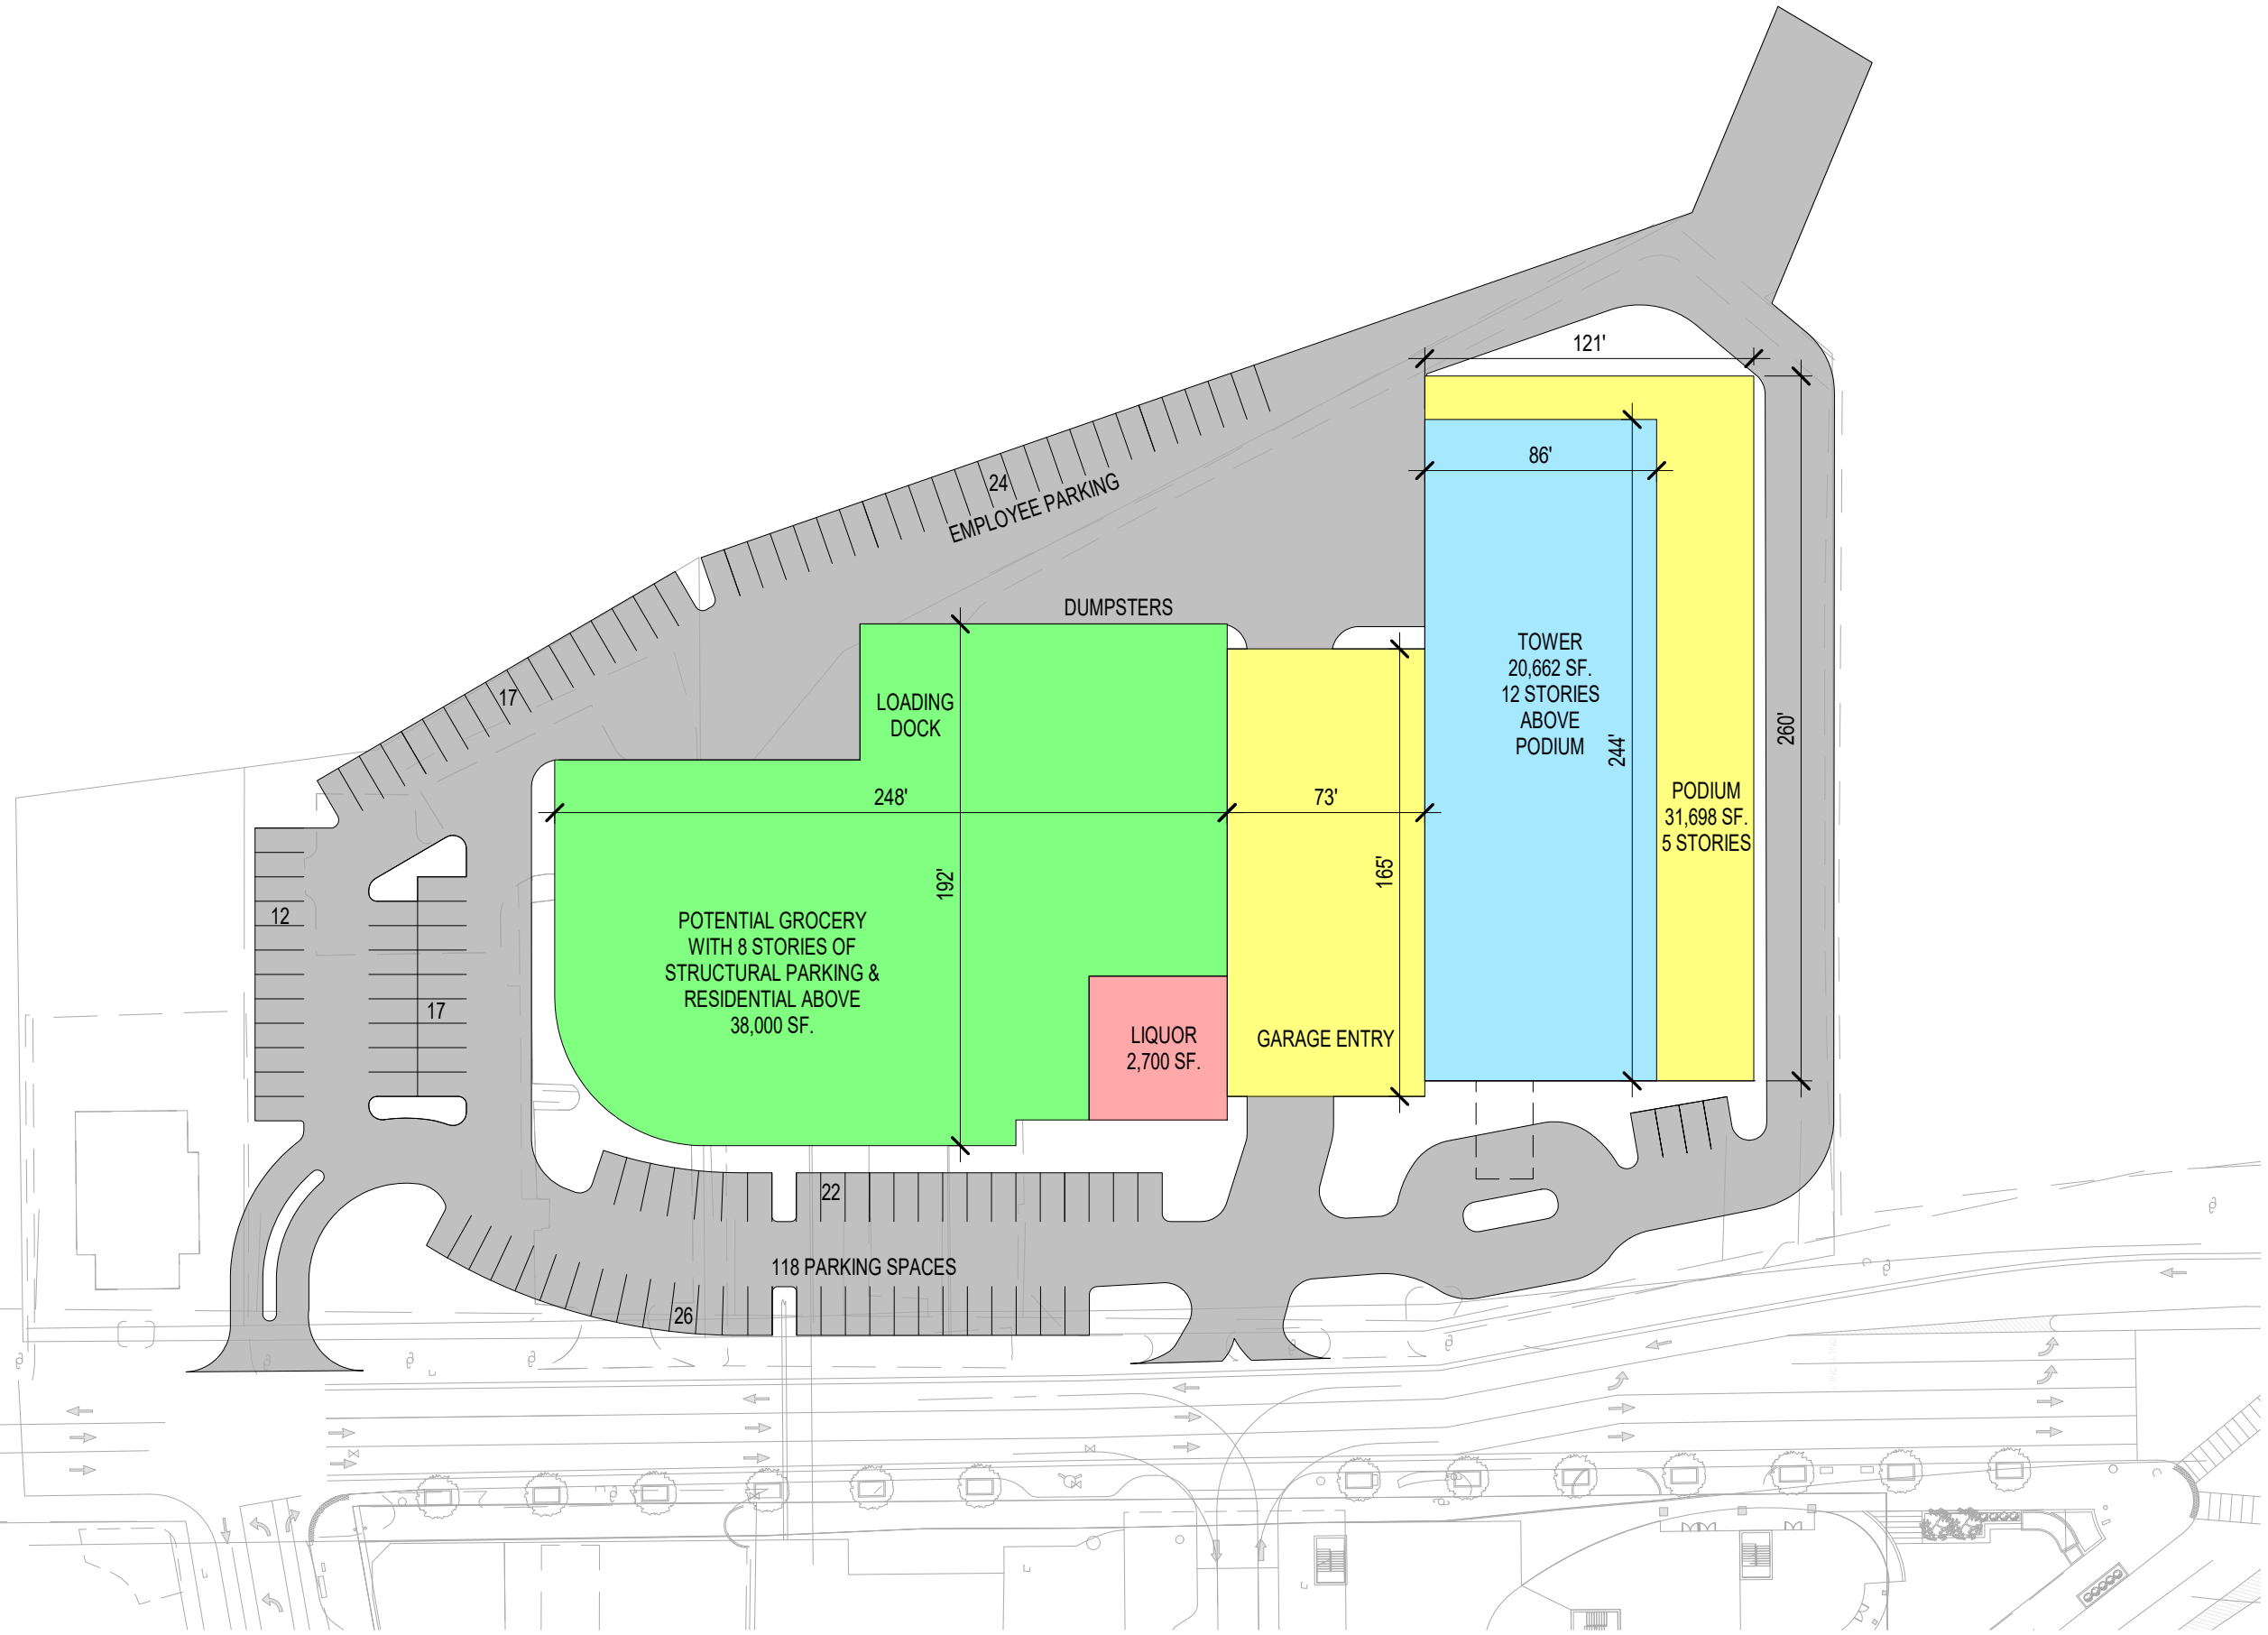 121'
86'
24
EMPLOYEE PARKING
DUMPSTERS
TOWER
20,662 SF.
12 STORIES
ABOVE
PODIUM
244'
260'
17
LOADING
DOCK
248'
73'
PODIUM
31,698 SF.
5 STORIES
192'
165'
12
17
POTENTIAL GROCERY
WITH 8 STORIES OF
STRUCTURAL PARKING &
RESIDENTIAL ABOVE
38,000 SF.
LIQUOR
2,700 SF.
GARAGE ENTRY
22
118 PARKING SPACES
26